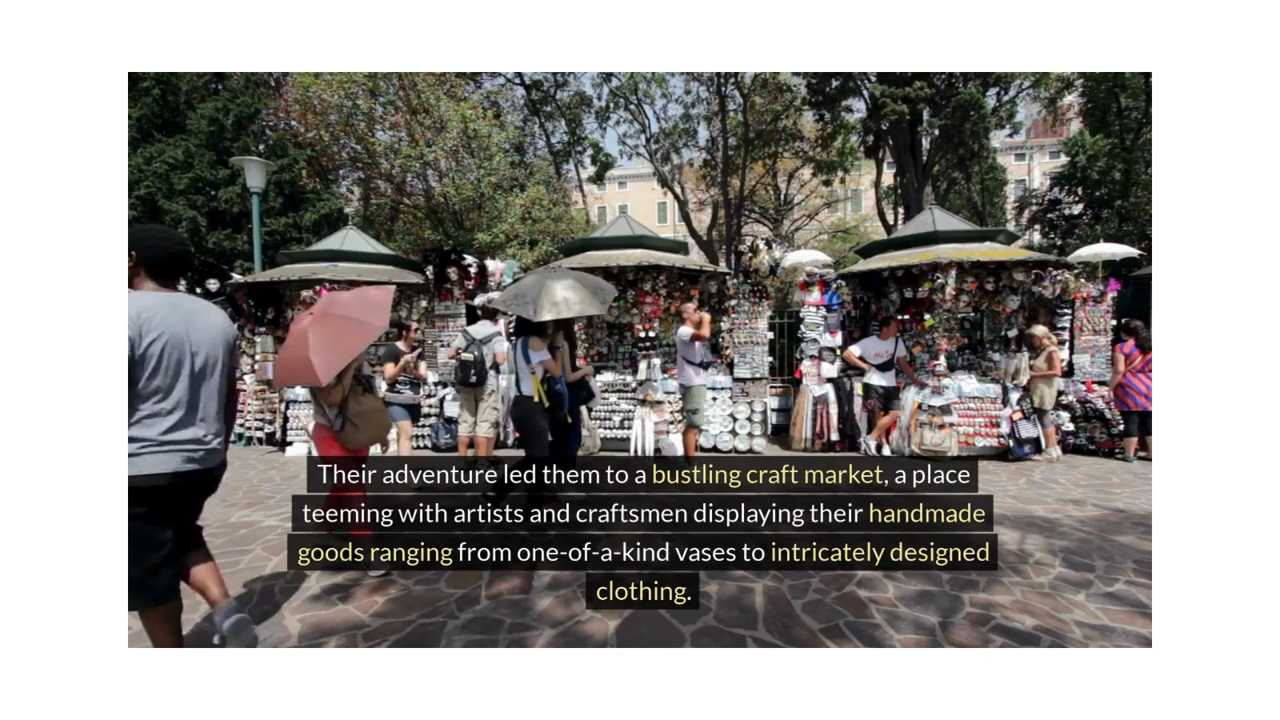 Their adventure led them to a bustling craft market, a place
teeming with artists and craftsmen displaying their handmade
goods ranging from one-of-a-kind vases to intricately designed
clothing.